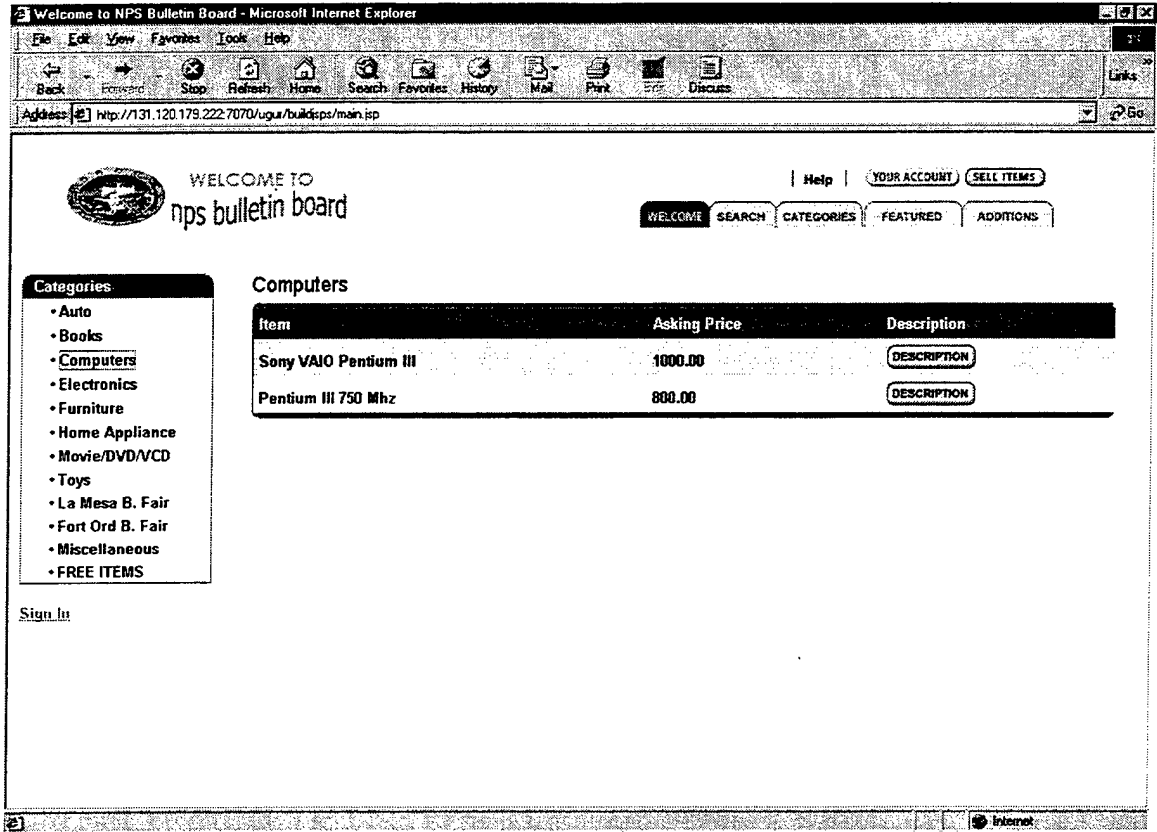 Welcome to NPS Bulletin Board - Microsoft Internet Explorer
File Edit View Favorites Tools Help
Back Forward Stop Refresh Home Search Favorites History Mail Print Edit Discuss Links
Address http://131.120.179.222:7070/ugur/buildjsps/main.jsp Go
WELCOME TO
nps bulletin board
| Help | YOUR ACCOUNT SELL ITEMS
WELCOME SEARCH CATEGORIES FEATURED ADDITIONS
Categories
• Auto
• Books
• Computers
• Electronics
• Furniture
• Home Appliance
• Movie/DVD/VCD
• Toys
• La Mesa B. Fair
• Fort Ord B. Fair
• Miscellaneous
• FREE ITEMS
Sign In
Computers
Item Asking Price Description
Sony VAIO Pentium III 1000.00 DESCRIPTION
Pentium III 750 Mhz 800.00 DESCRIPTION
Internet